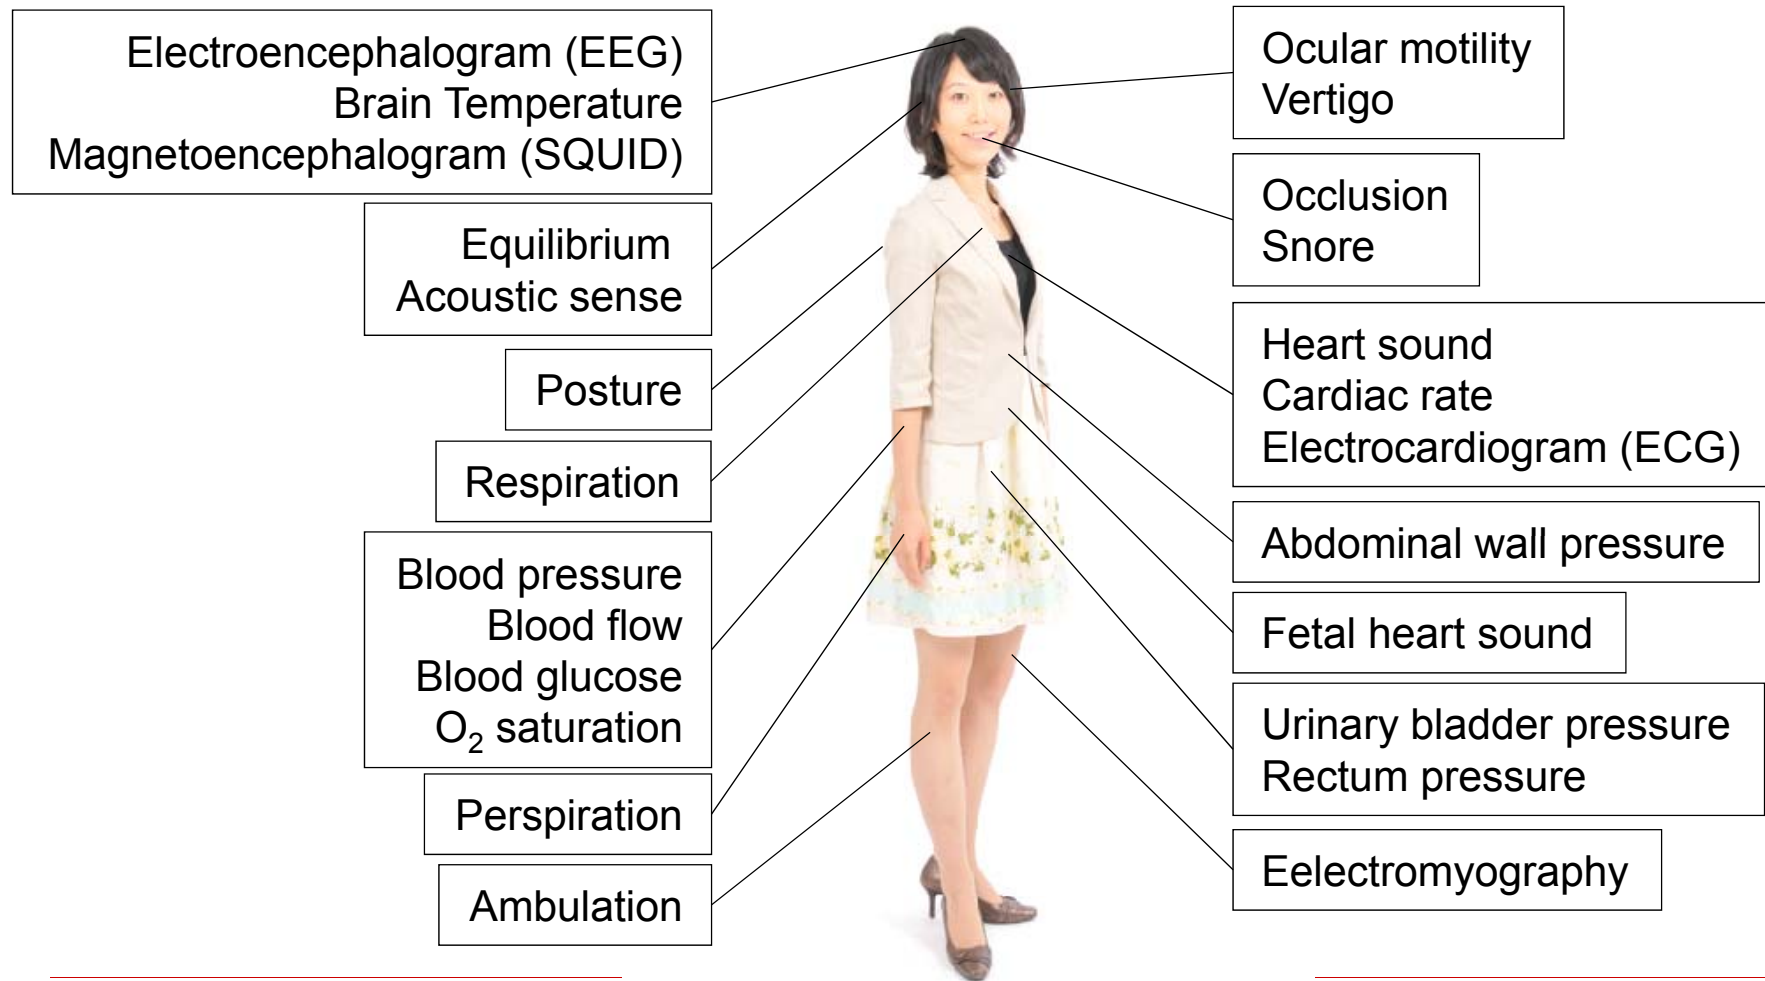 Electroencephalogram (EEG)
Brain Temperature
Magnetoencephalogram (SQUID)
Equilibrium
Acoustic sense
Posture
Respiration
Blood pressure
Blood flow
Blood glucose
O₂ saturation
Perspiration
Ambulation
Ocular motility
Vertigo
Occlusion
Snore
Heart sound
Cardiac rate
Electrocardiogram (ECG)
Abdominal wall pressure
Fetal heart sound
Urinary bladder pressure
Rectum pressure
Eelectromyography